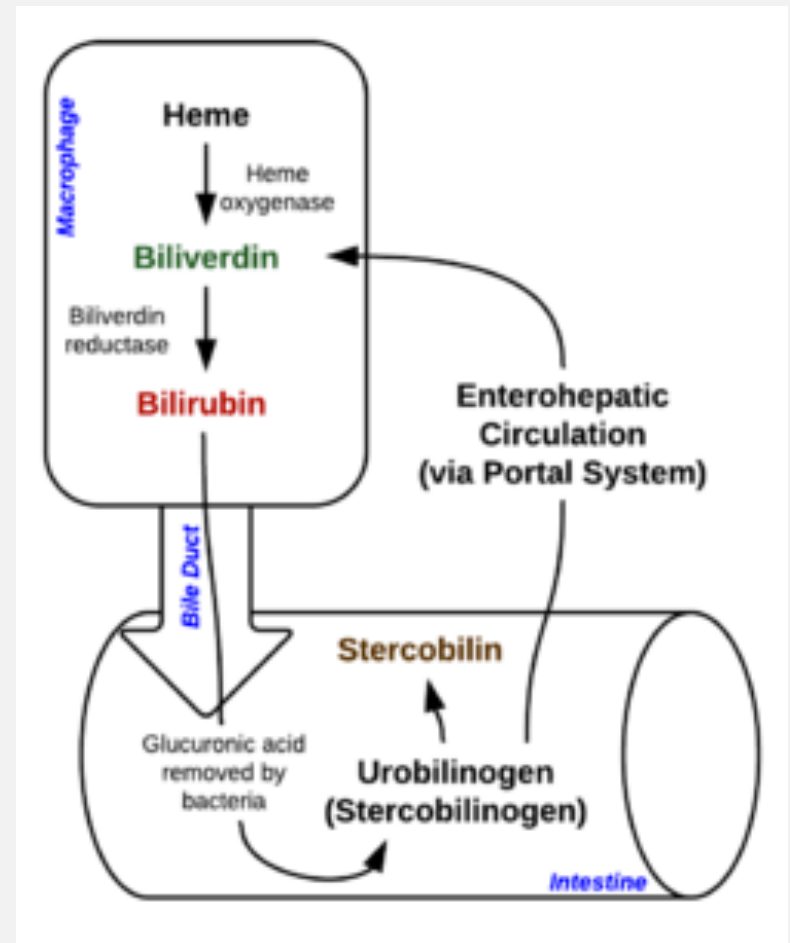 Macrophage
Heme
Heme
oxygenase
Biliverdin
Biliverdin
reductase
Bilirubin
Enterohepatic
Circulation
(via Portal System)
Bile Duct
Stercobilin
Glucuronic acid
removed by
bacteria
Urobilinogen
(Stercobilinogen)
Intestine